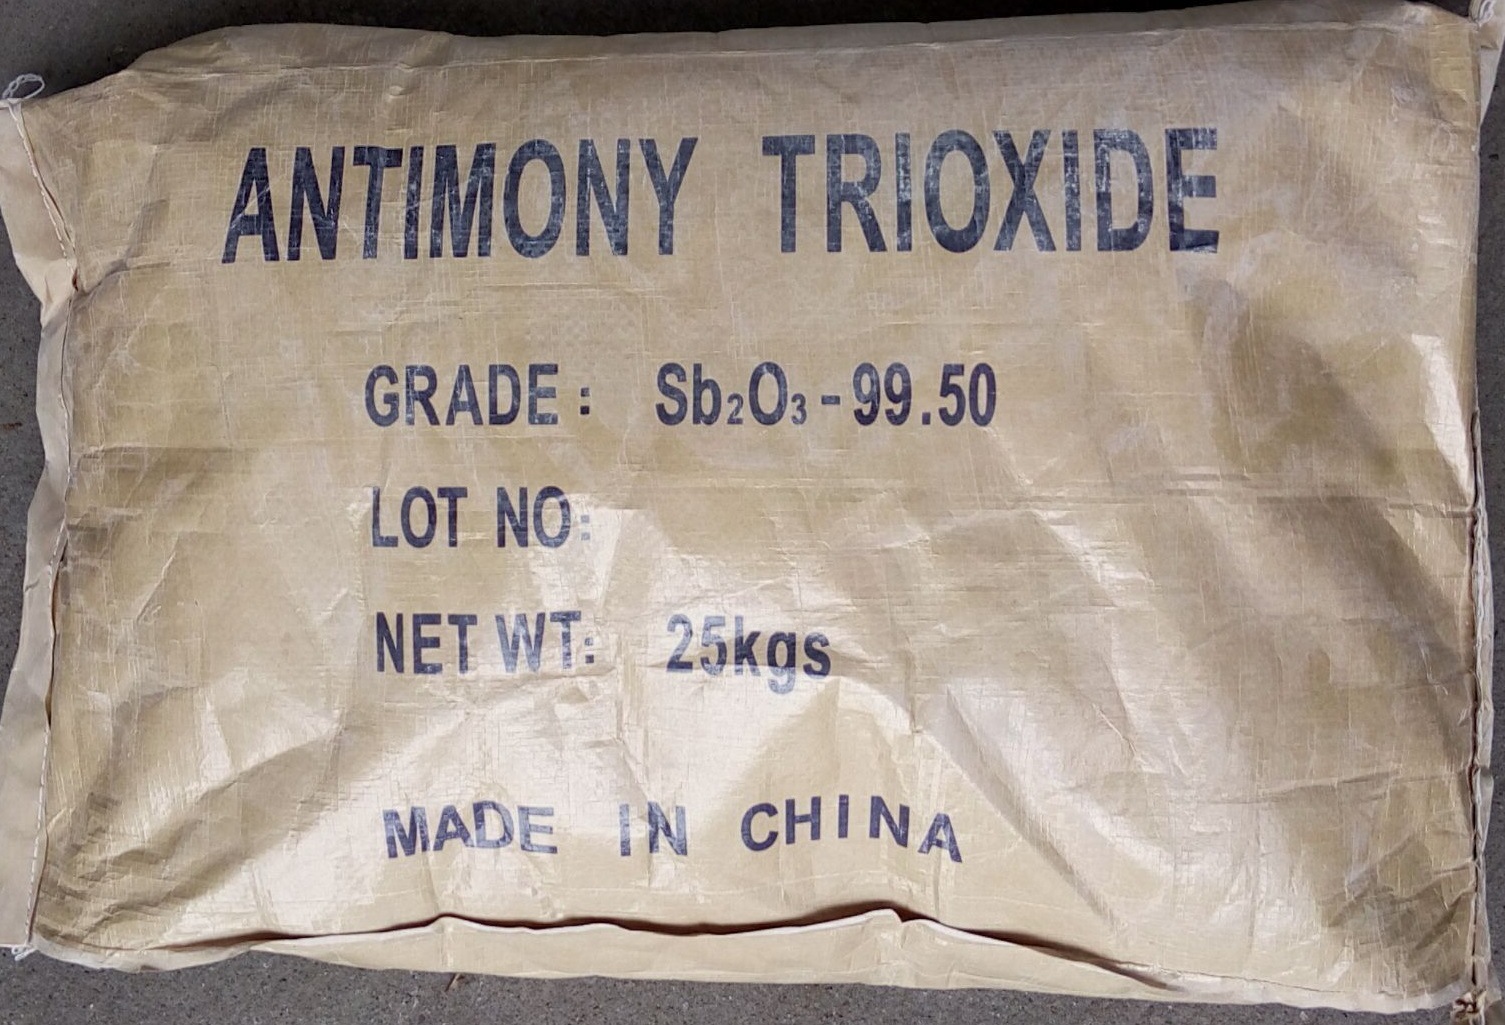 ANTIMONY TRIOXIDE
GRADE: Sb₂O₃-99.50
LOT NO:
NET WT: 25kgs
MADE IN CHINA